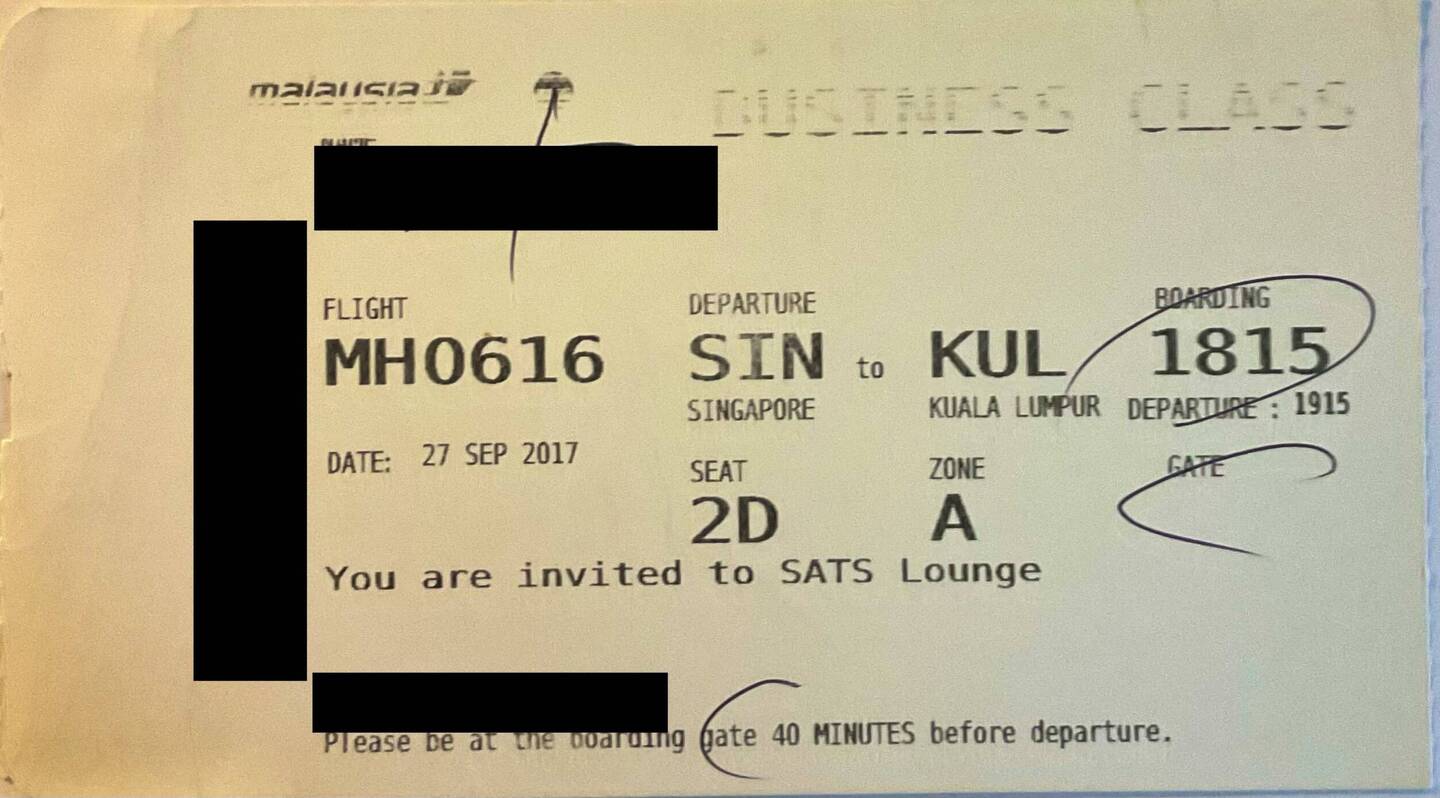 malaysia
BUSINESS CLASS
NAME
FLIGHT DEPARTURE BOARDING
MH0616 SIN to KUL 1815
SINGAPORE KUALA LUMPUR DEPARTURE : 1915
DATE: 27 SEP 2017
SEAT ZONE GATE
2D A
You are invited to SATS Lounge
Please be at the boarding gate 40 MINUTES before departure.